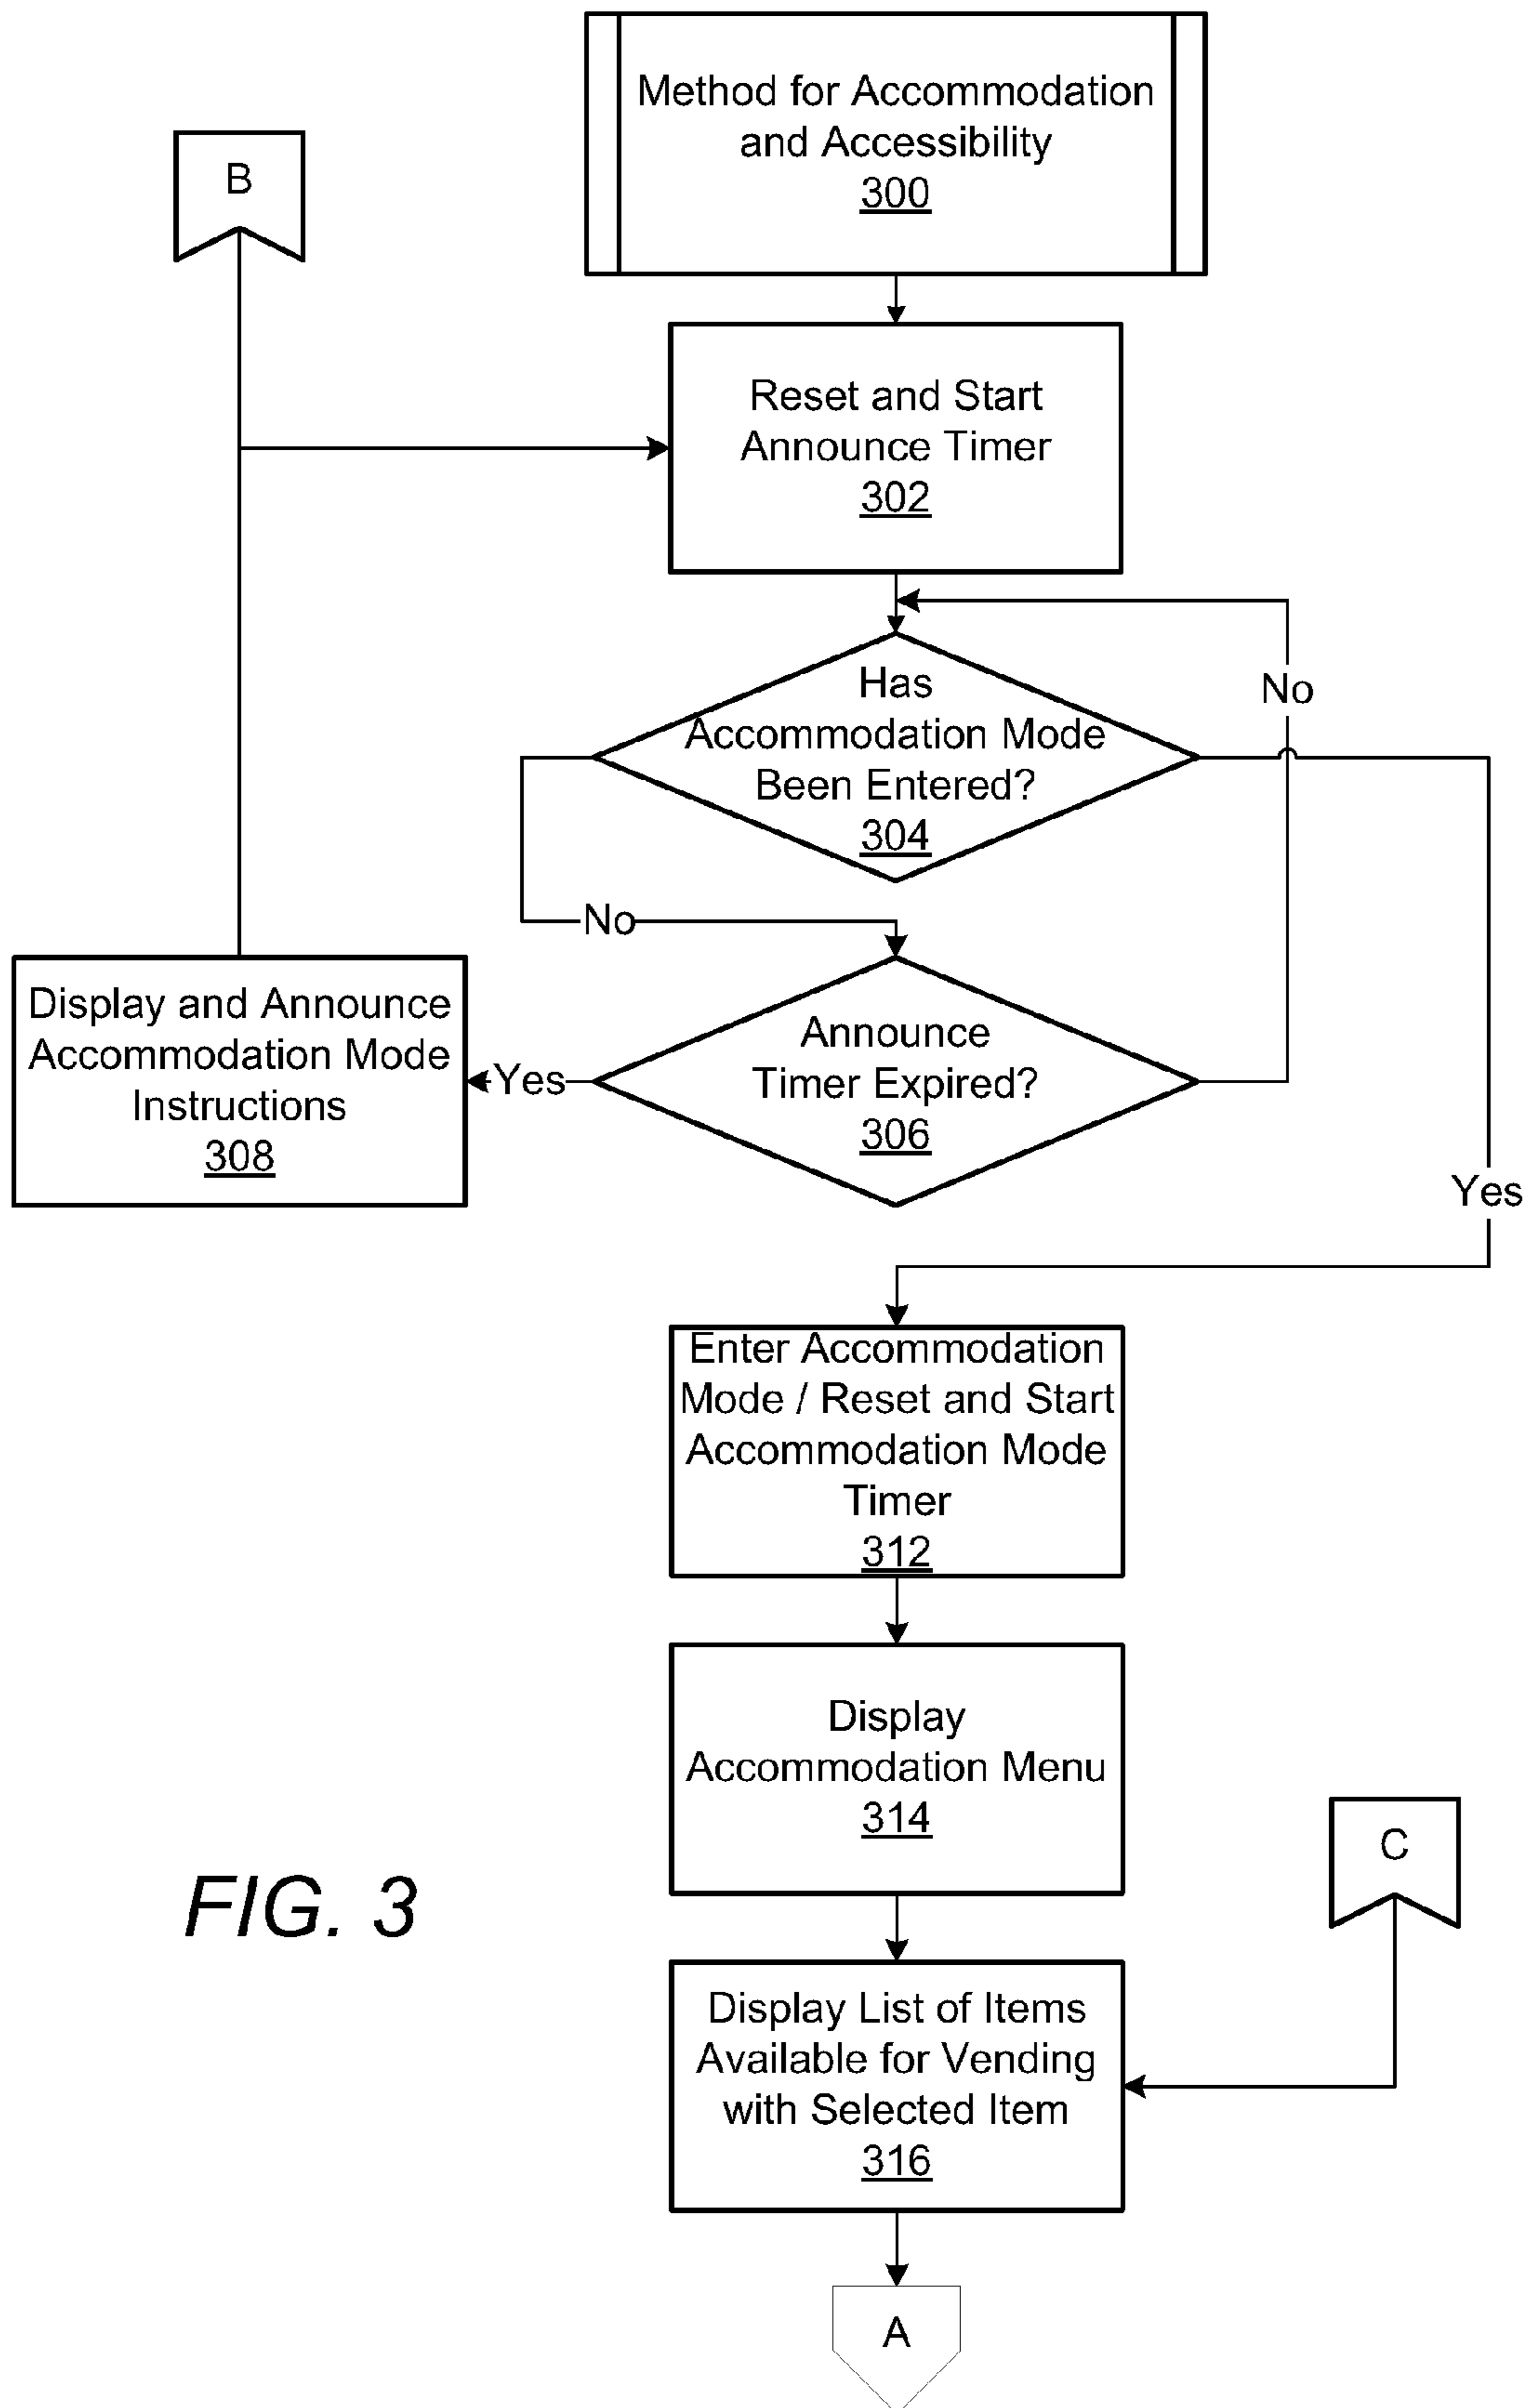 Method for Accommodation
and Accessibility
300
B
Reset and Start
Announce Timer
302
Has
Accommodation Mode
Been Entered?
304
No
No
Display and Announce
Accommodation Mode
Instructions
308
Yes
Announce
Timer Expired?
306
Yes
Enter Accommodation
Mode / Reset and Start
Accommodation Mode
Timer
312
Display
Accommodation Menu
314
C
FIG. 3
Display List of Items
Available for Vending
with Selected Item
316
A